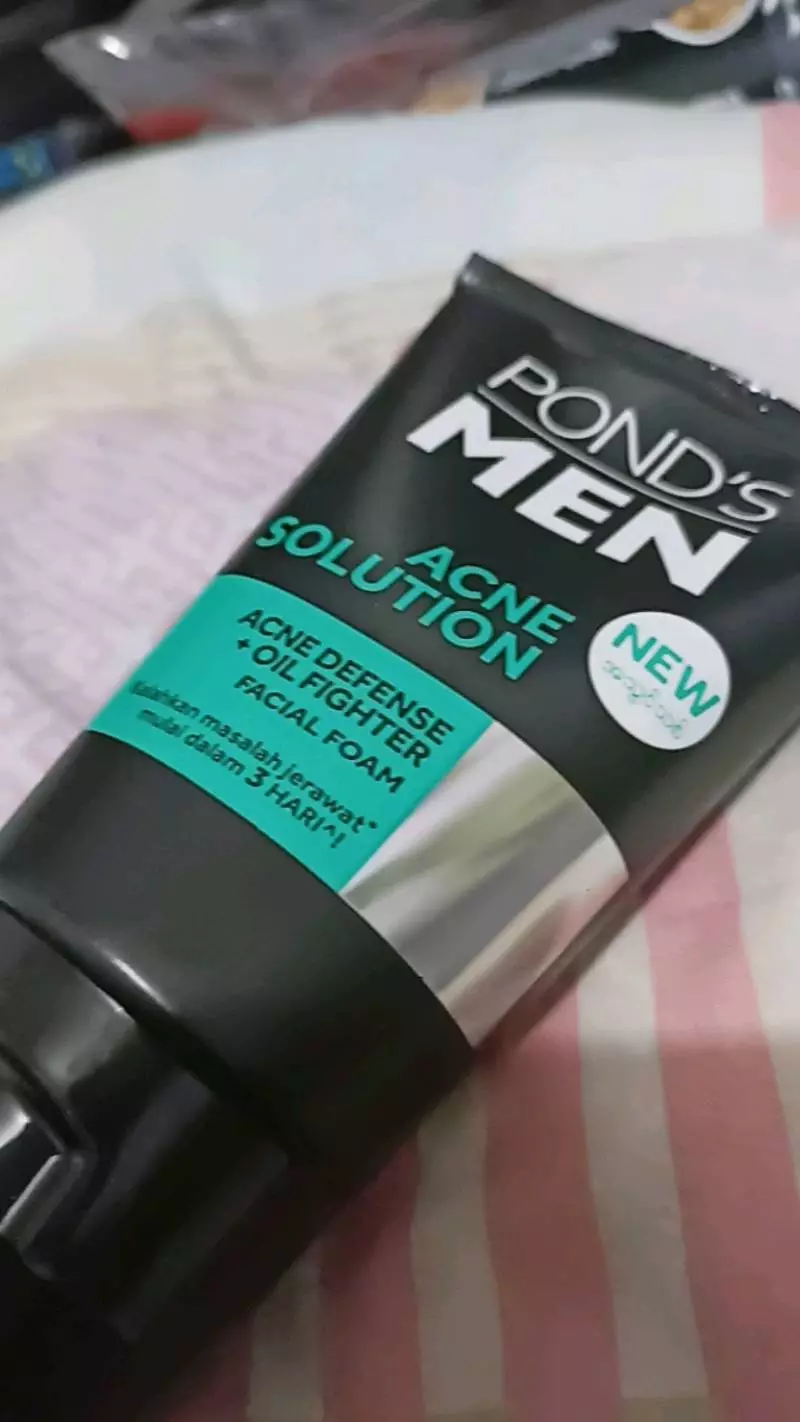 POND'S
MEN
ACNE
SOLUTION
NEW
ACNE DEFENSE
+ OIL FIGHTER
FACIAL FOAM
Kalahkan masalah jerawat*
mulai dalam 3 HARI^!